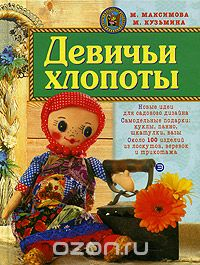 М. МАКСИМОВА
М. КУЗЬМИНА
Девичьи
хлопоты
Новые идеи
для садового дизайна
Самодельные подарки:
куклы, панно,
шкатулки, вазы
Около 100 изделий
из лоскутов, веревок
и трикотажа
ozon.ru